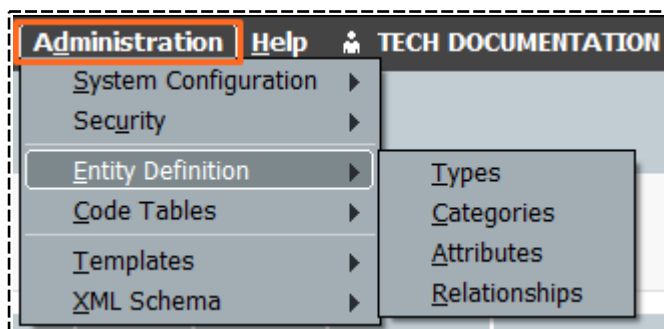 Administration Help TECH DOCUMENTATION
System Configuration
Security
Entity Definition
Types
Code Tables
Categories
Attributes
Templates
Relationships
XML Schema